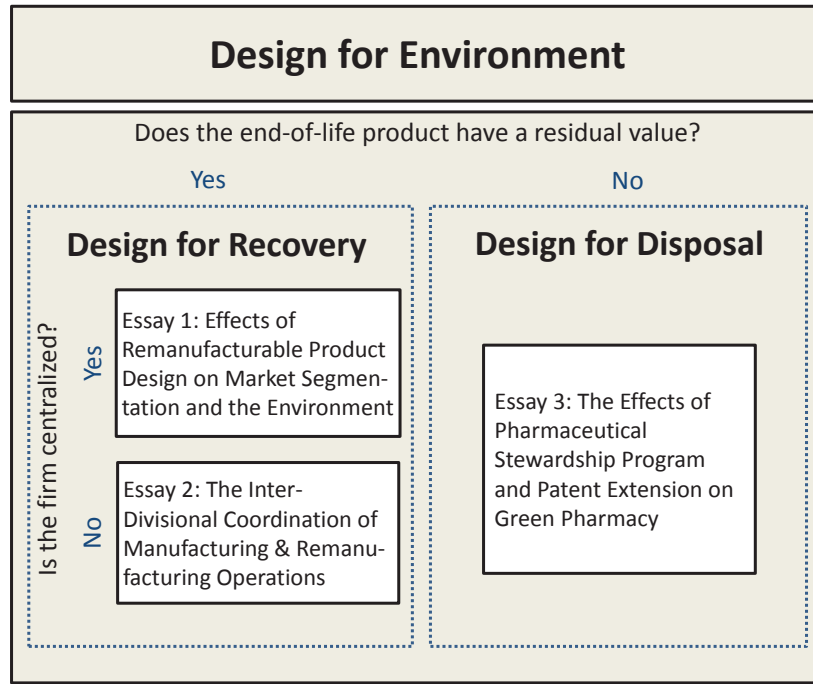 Design for Environment
Does the end-of-life product have a residual value?
Yes
No
Design for Recovery
Design for Disposal
Is the firm centralized?
Yes
Essay 1: Effects of
Remanufacturable Product
Design on Market Segmen-
tation and the Environment
No
Essay 2: The Inter-
Divisional Coordination of
Manufacturing & Remanu-
facturing Operations
Essay 3: The Effects of
Pharmaceutical
Stewardship Program
and Patent Extension on
Green Pharmacy